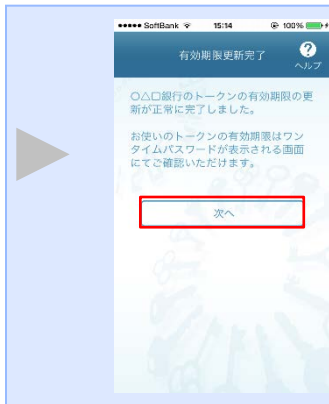 ●●●●● SoftBank 15:14 100%
有効期限更新完了
?
ヘルプ
○△□銀行のトークンの有効期限の更
新が正常に完了しました。
お使いのトークンの有効期限はワン
タイムパスワードが表示される画面
にてご確認いただけます。
次へ